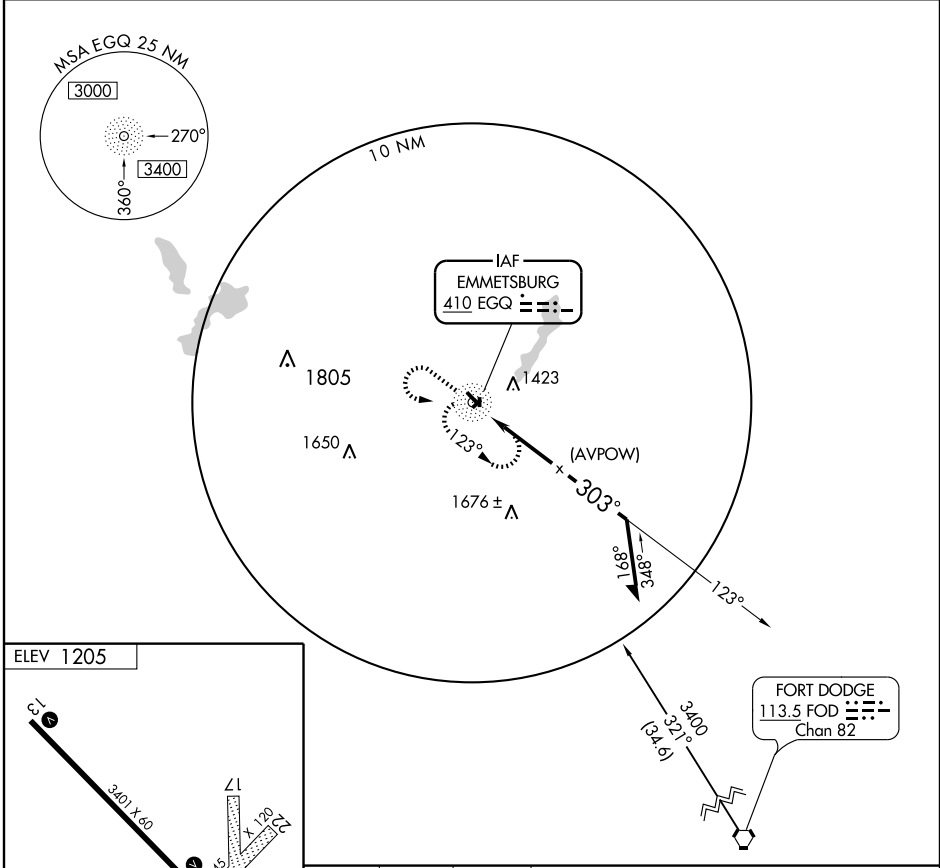 MSA EGQ 25 NM
3000
270°
3400
360°
10 NM
IAF
EMMETSBURG
410 EGQ
1805
1423
1650
123°
(AVPOW)
303°
1676 ±
168°
348°
123°
ELEV 1205
FORT DODGE
113.5 FOD
Chan 82
3400
321°
(34.6)
13
V
3401 X 60
17
X 120
22
V